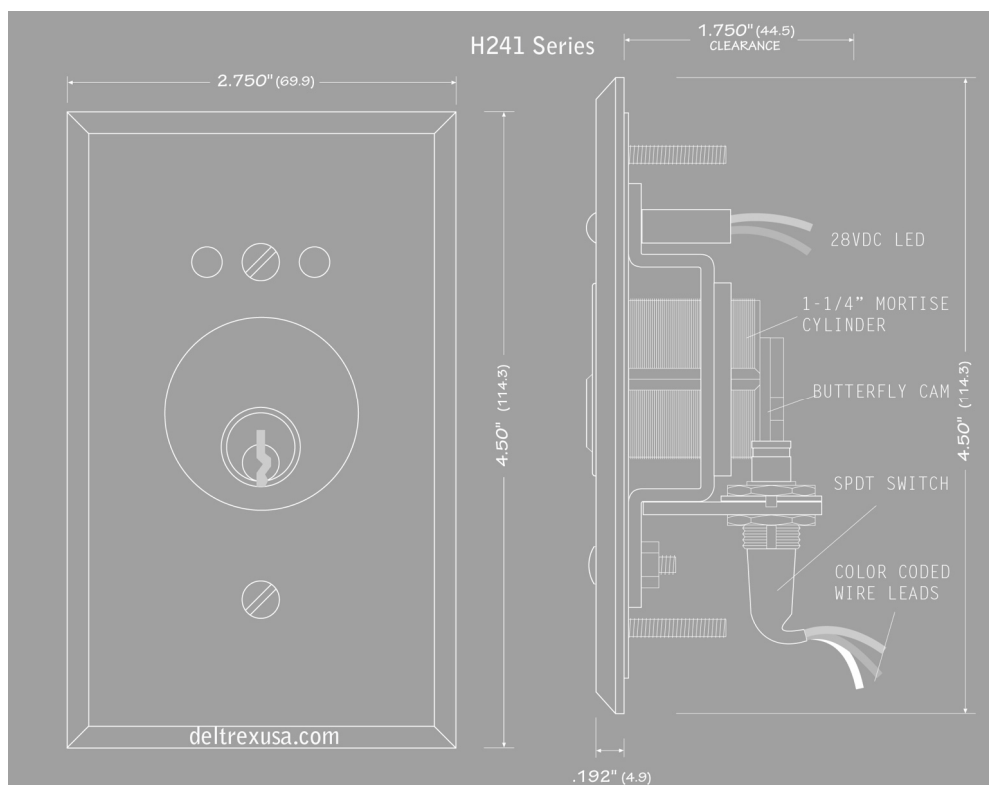 H241 Series
1.750" (44.5)
CLEARANCE
2.750" (69.9)
28VDC LED
1-1/4” MORTISE
CYLINDER
4.50" (114.3)
4.50" (114.3)
BUTTERFLY CAM
SPDT SWITCH
COLOR CODED
WIRE LEADS
deltrexusa.com
.192" (4.9)